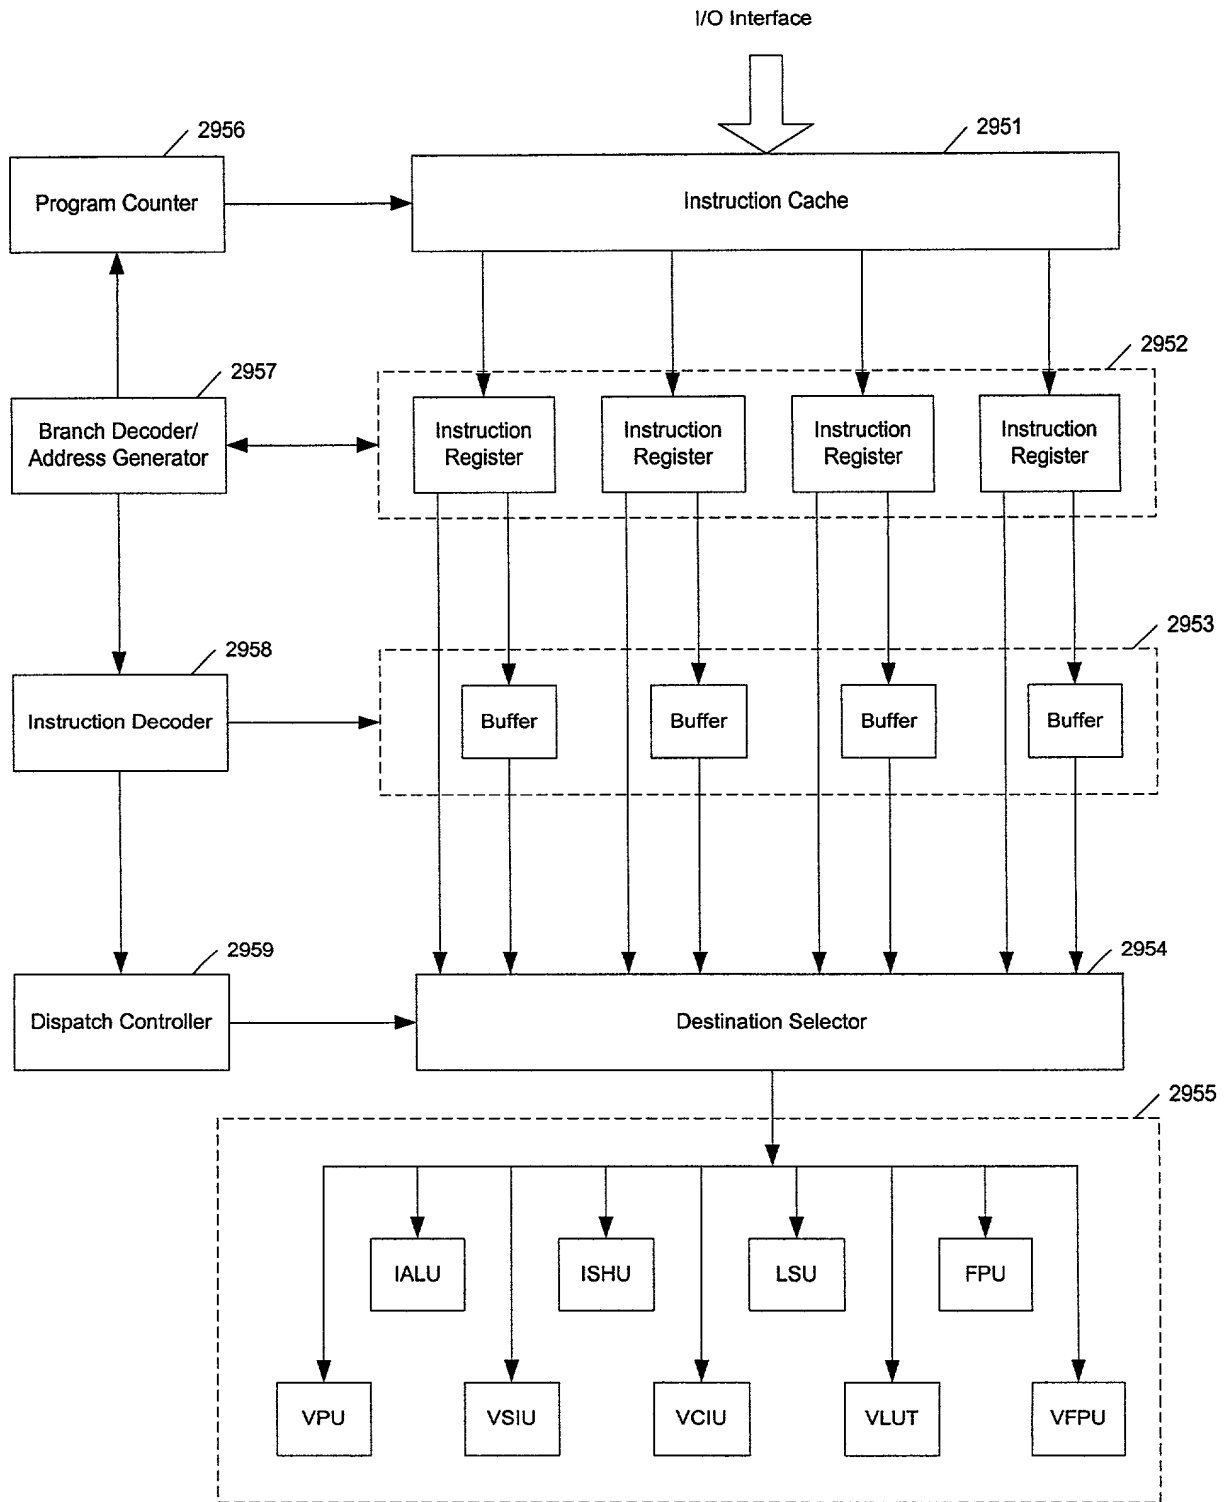 I/O Interface
2956
2951
Program Counter
Instruction Cache
2952
2957
Branch Decoder/
Address Generator
Instruction
Register
Instruction
Register
Instruction
Register
Instruction
Register
2953
2958
Instruction Decoder
Buffer
Buffer
Buffer
Buffer
2959
2954
Dispatch Controller
Destination Selector
2955
IALU
ISHU
LSU
FPU
VPU
VSIU
VCIU
VLUT
VFPU